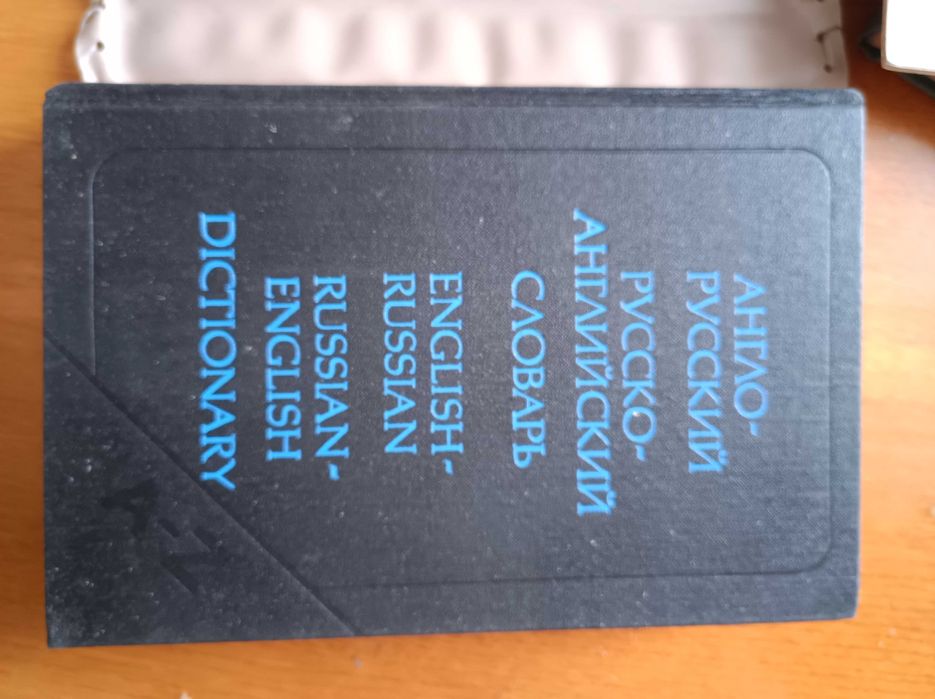 АНГЛО-
РУССКИЙ
РУССКО-
АНГЛИЙСКИЙ
СЛОВАРЬ
ENGLISH-
RUSSIAN
RUSSIAN-
ENGLISH
DICTIONARY